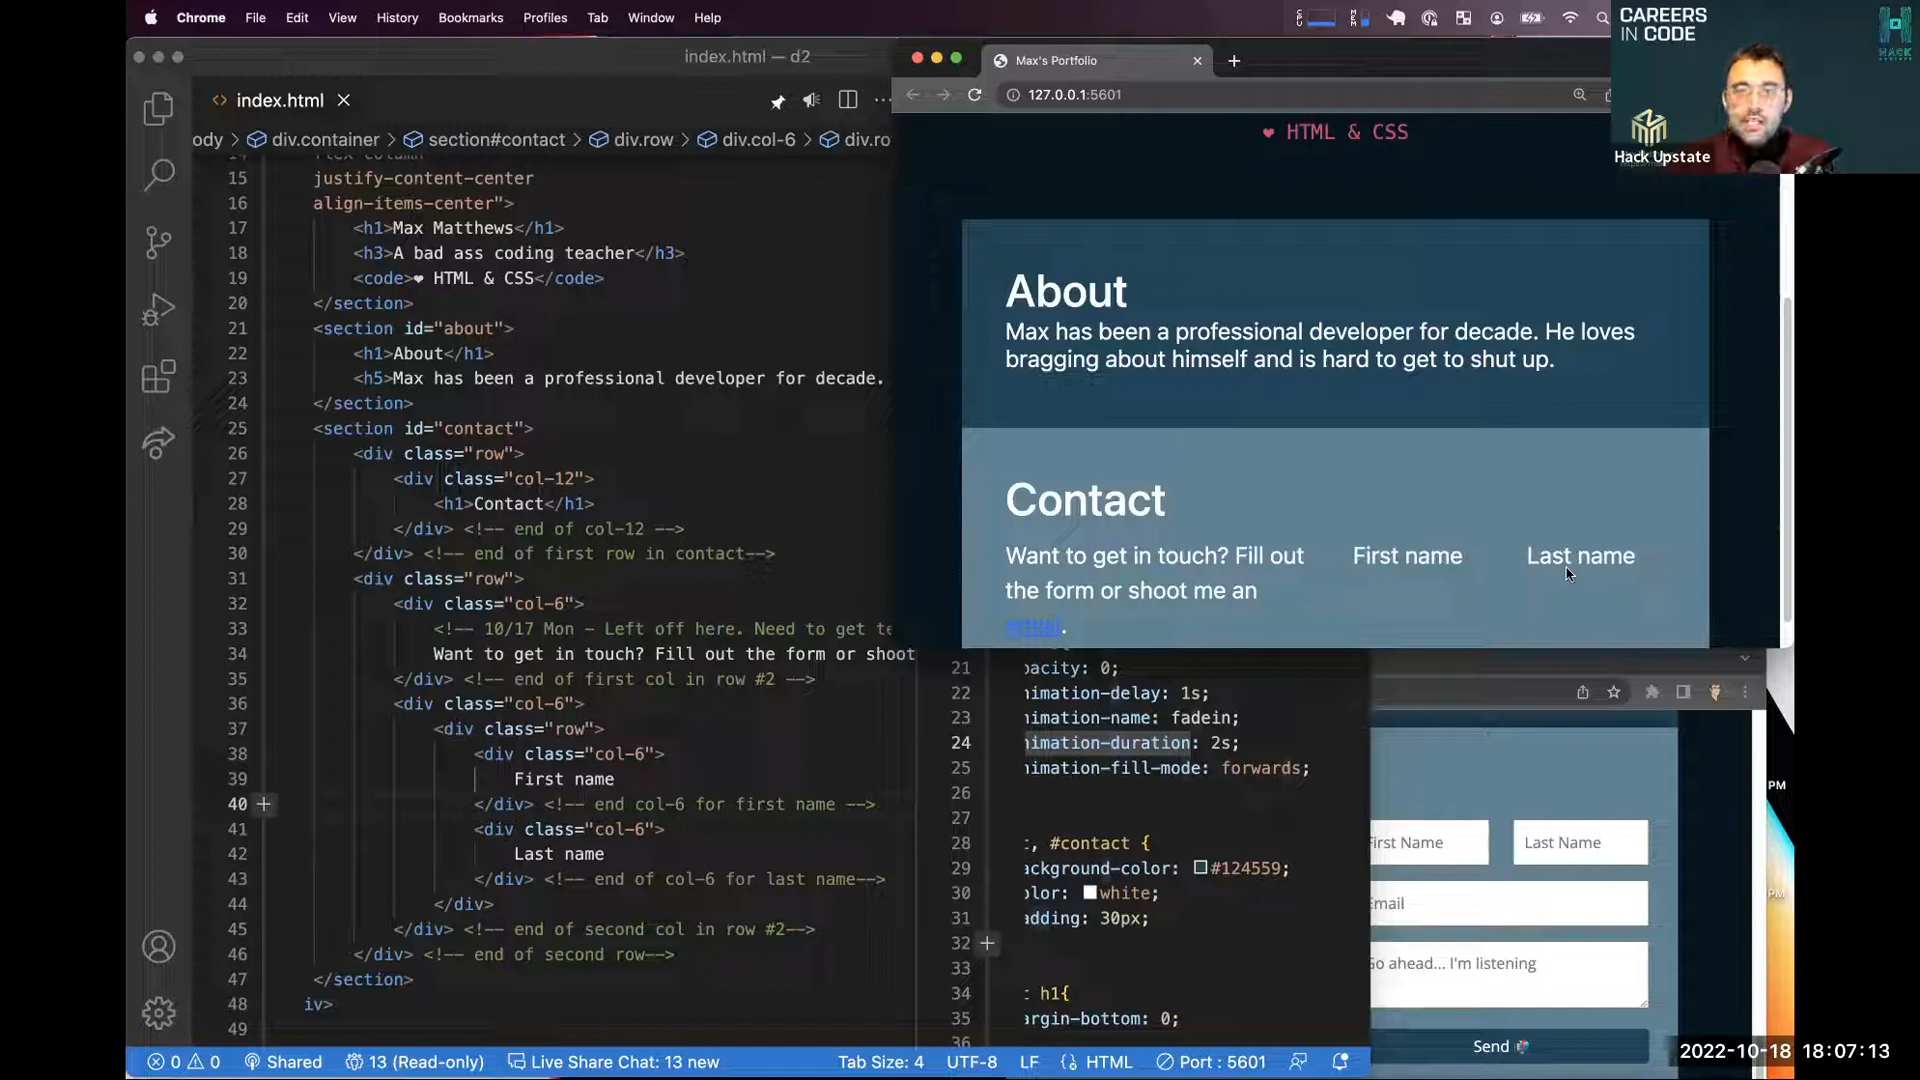 Chrome File Edit View History Bookmarks Profiles Tab Window Help
CAREERS
IN CODE
HACK
Hack Upstate
index.html — d2
index.html
ody > div.container > section#contact > div.row > div.col-6 > div.ro
14 flex-column
15 justify-content-center
16 align-items-center">
17 <h1>Max Matthews</h1>
18 <h3>A bad ass coding teacher</h3>
19 <code>❤ HTML & CSS</code>
20 </section>
21 <section id="about">
22 <h1>About</h1>
23 <h5>Max has been a professional developer for decade.
24 </section>
25 <section id="contact">
26 <div class="row">
27 <div class="col-12">
28 <h1>Contact</h1>
29 </div> <!-- end of col-12 -->
30 </div> <!-- end of first row in contact-->
31 <div class="row">
32 <div class="col-6">
33 <!-- 10/17 Mon - Left off here. Need to get te
34 Want to get in touch? Fill out the form or shoot
35 </div> <!-- end of first col in row #2 -->
36 <div class="col-6">
37 <div class="row">
38 <div class="col-6">
39 First name
40 </div> <!-- end col-6 for first name -->
41 <div class="col-6">
42 Last name
43 </div> <!-- end of col-6 for last name-->
44 </div>
45 </div> <!-- end of second col in row #2-->
46 </div> <!-- end of second row-->
47 </section>
48 iv>
49
Max's Portfolio
127.0.0.1:5601
❤ HTML & CSS
About
Max has been a professional developer for decade. He loves
bragging about himself and is hard to get to shut up.
Contact
Want to get in touch? Fill out
the form or shoot me an
email.
First name
Last name
21 pacity: 0;
22 nimation-delay: 1s;
23 nimation-name: fadein;
24 nimation-duration: 2s;
25 nimation-fill-mode: forwards;
26
27
28 t, #contact {
29 ackground-color: #124559;
30 olor: white;
31 adding: 30px;
32
33
34 t h1{
35 argin-bottom: 0;
36
PM
PM
First Name
Last Name
Email
Go ahead... I'm listening
Send
0 0 Shared 13 (Read-only) Live Share Chat: 13 new Tab Size: 4 UTF-8 LF {} HTML Port : 5601
2022-10-18 18:07:13